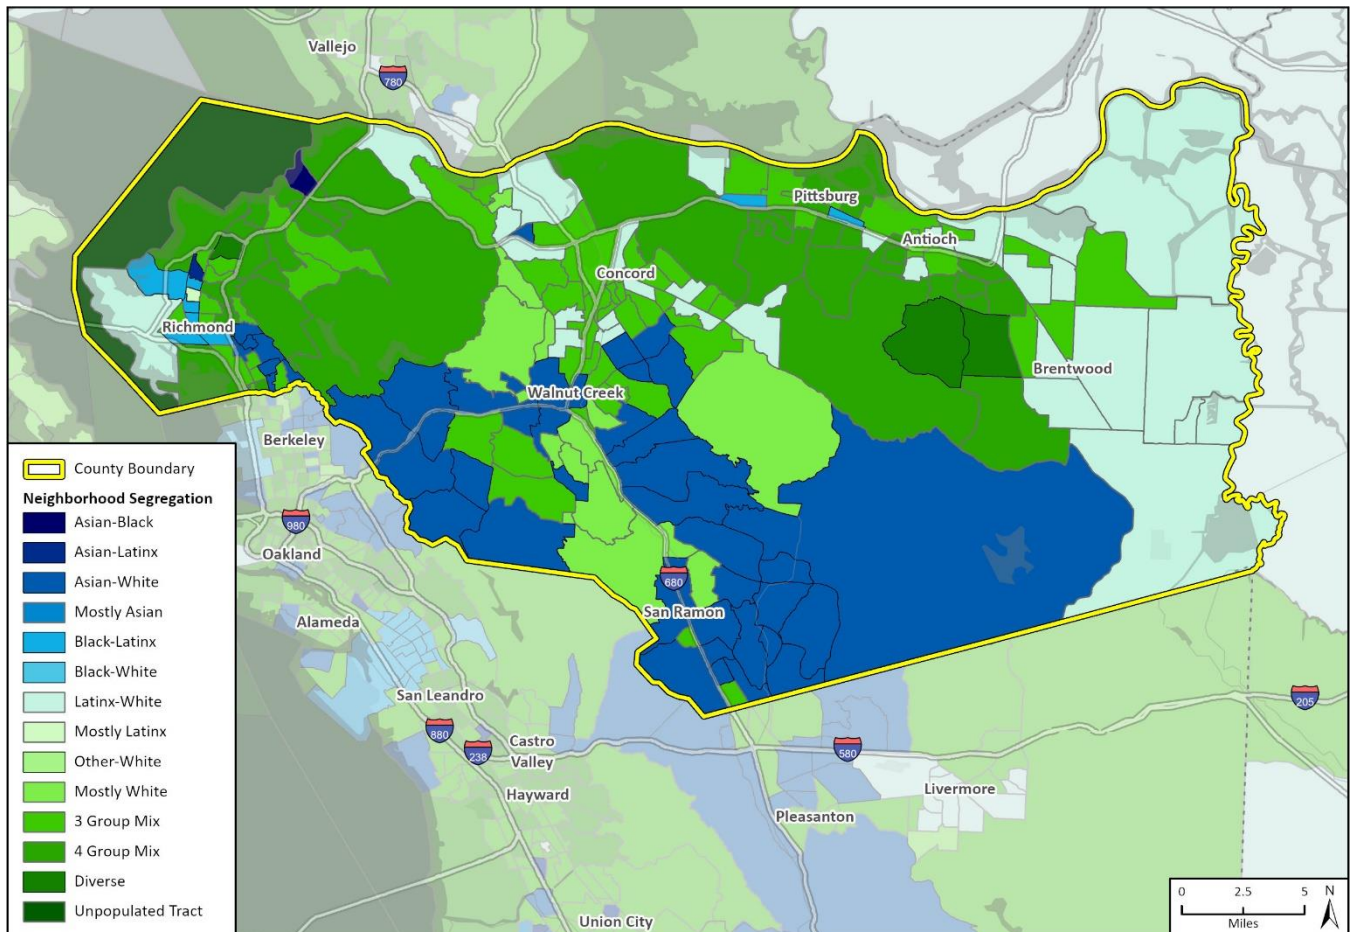 Vallejo
780
Pittsburg
Antioch
Concord
Richmond
Brentwood
Walnut Creek
Berkeley
980
Oakland
680
San Ramon
Alameda
San Leandro
205
880
238
Castro
Valley
580
Hayward
Livermore
Pleasanton
Union City
County Boundary
Neighborhood Segregation
Asian-Black
Asian-Latinx
Asian-White
Mostly Asian
Black-Latinx
Black-White
Latinx-White
Mostly Latinx
Other-White
Mostly White
3 Group Mix
4 Group Mix
Diverse
Unpopulated Tract
0 2.5 5 N
Miles